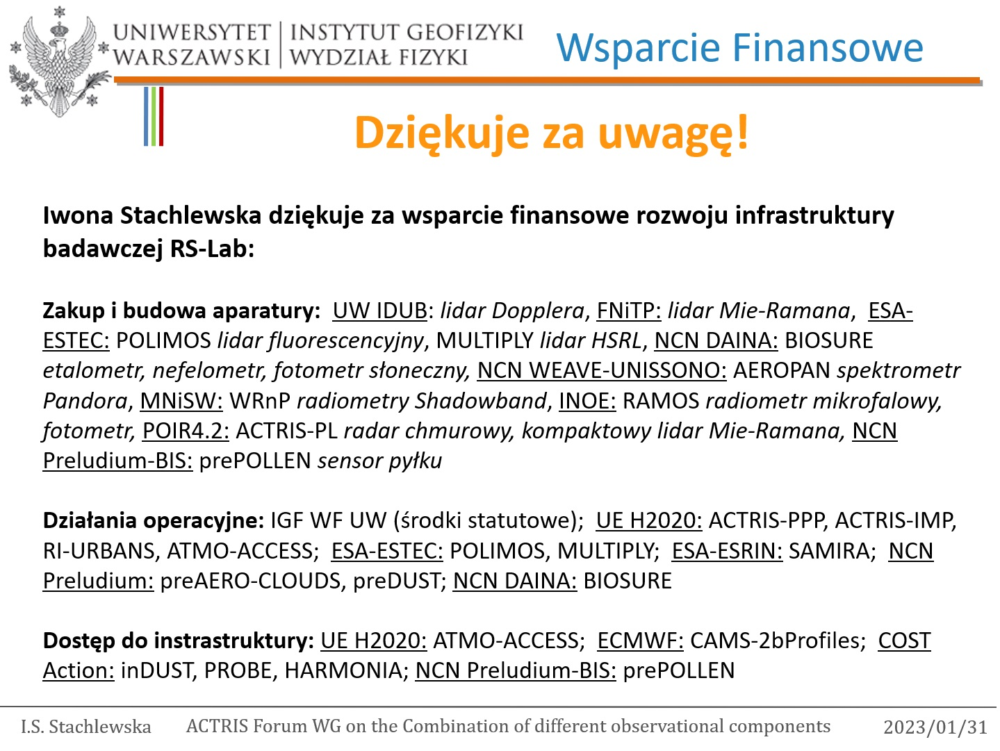 UNIWERSYTET WARSZAWSKI
INSTYTUT GEOFIZYKI WYDZIAŁ FIZYKI
Wsparcie Finansowe
Dziękuje za uwagę!
Iwona Stachlewska dziękuje za wsparcie finansowe rozwoju infrastruktury
badawczej RS-Lab:
Zakup i budowa aparatury: UW IDUB: lidar Dopplera, FNiTP: lidar Mie-Ramana, ESA-
ESTEC: POLIMOS lidar fluorescencyjny, MULTIPLY lidar HSRL, NCN DAINA: BIOSURE
etalometr, nefelometr, fotometr słoneczny, NCN WEAVE-UNISSONO: AEROPAN spektrometr
Pandora, MNiSW: WRnP radiometry Shadowband, INOE: RAMOS radiometr mikrofalowy,
fotometr, POIR4.2: ACTRIS-PL radar chmurowy, kompaktowy lidar Mie-Ramana, NCN
Preludium-BIS: prePOLLEN sensor pyłku
Działania operacyjne: IGF WF UW (środki statutowe); UE H2020: ACTRIS-PPP, ACTRIS-IMP,
RI-URBANS, ATMO-ACCESS; ESA-ESTEC: POLIMOS, MULTIPLY; ESA-ESRIN: SAMIRA; NCN
Preludium: preAERO-CLOUDS, preDUST; NCN DAINA: BIOSURE
Dostęp do instrastruktury: UE H2020: ATMO-ACCESS; ECMWF: CAMS-2bProfiles; COST
Action: inDUST, PROBE, HARMONIA; NCN Preludium-BIS: prePOLLEN
I.S. Stachlewska
ACTRIS Forum WG on the Combination of different observational components
2023/01/31